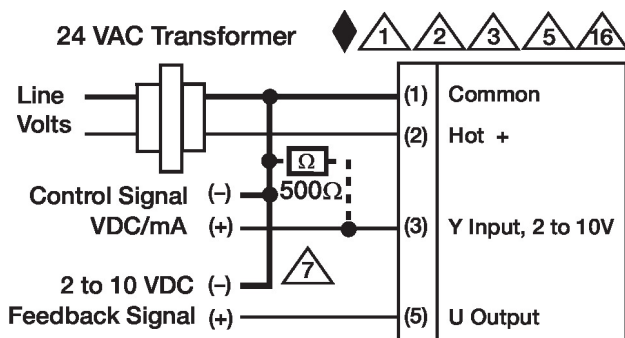 24 VAC Transformer
1 2 3 5 16
Line
Volts
(1) Common
(2) Hot +
Ω
500Ω
Control Signal (–)
VDC/mA (+)
(3) Y Input, 2 to 10V
7
2 to 10 VDC (–)
Feedback Signal (+)
(5) U Output